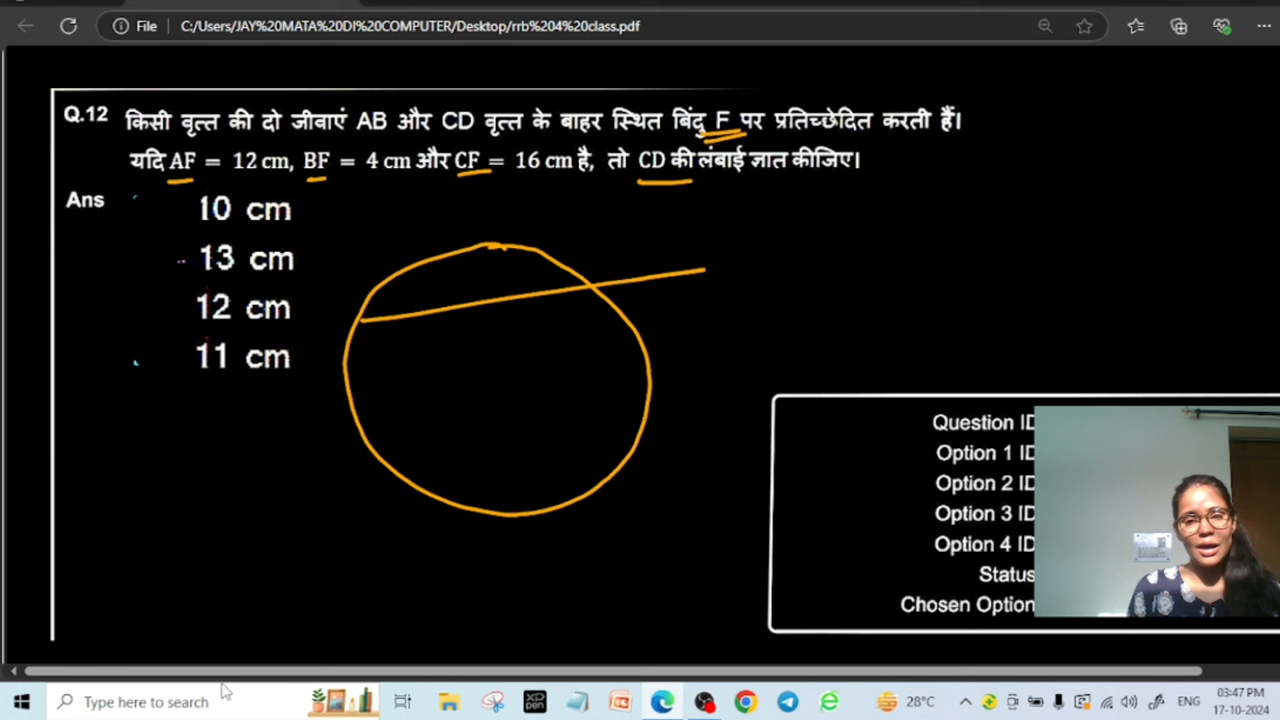 File
C:/Users/JAY%20MATA%20DI%20COMPUTER/Desktop/rrb%204%20class.pdf
Q.12 किसी वृत्त की दो जीवाएं AB और CD वृत्त के बाहर स्थित बिंदु F पर प्रतिच्छेदित करती हैं।
यदि AF = 12 cm, BF = 4 cm और CF = 16 cm है, तो CD की लंबाई ज्ञात कीजिए।
Ans
10 cm
13 cm
12 cm
11 cm
Question ID
Option 1 ID
Option 2 ID
Option 3 ID
Option 4 ID
Status
Chosen Option
Type here to search
XP
PEN
28°C
ENG
03:47 PM
17-10-2024